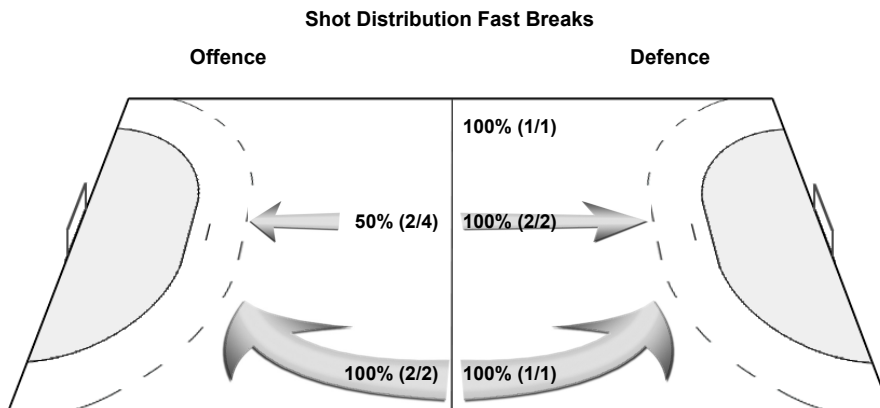 Shot Distribution Fast Breaks
Offence Defence
100% (1/1)
50% (2/4) 100% (2/2)
100% (2/2) 100% (1/1)